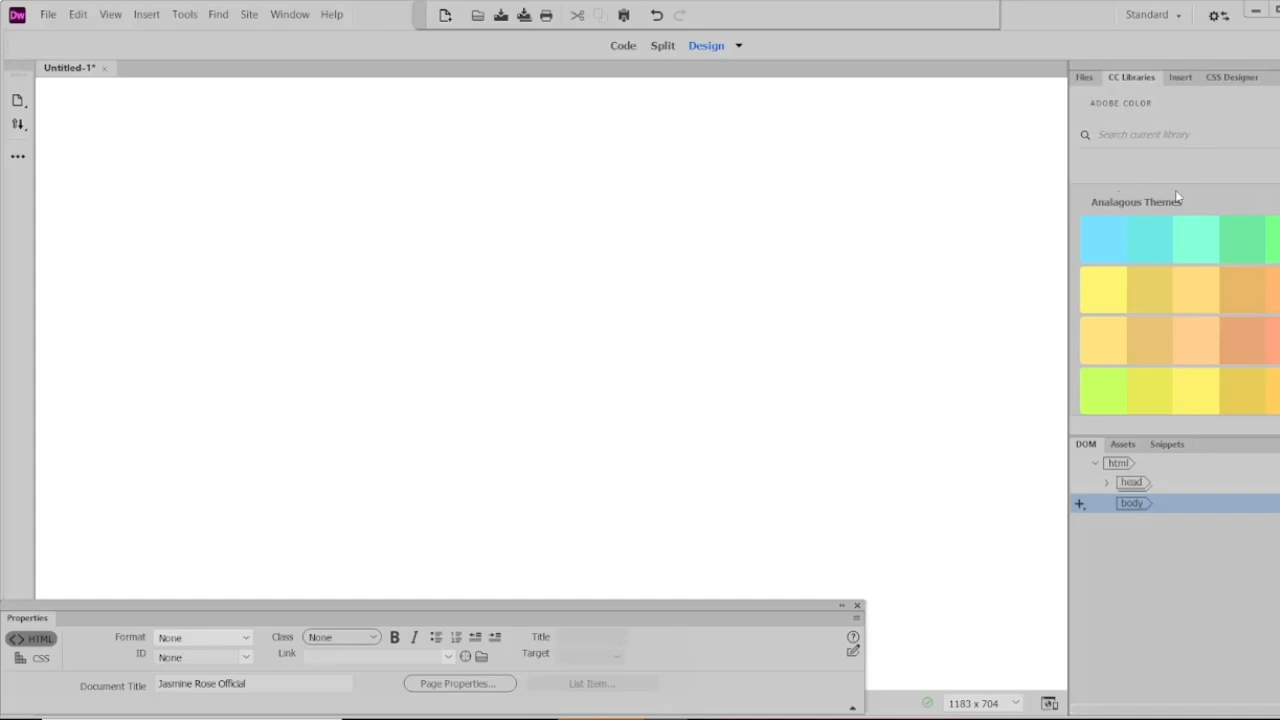 Dw File Edit View Insert Tools Find Site Window Help Standard
Code Split Design
Untitled-1*
Files CC Libraries Insert CSS Designer
ADOBE COLOR
Search current library
Analagous Themes
DOM Assets Snippets
html
head
body
Properties
HTML Format None Class None B I Title
CSS ID None Link Target
Document Title Jasmine Rose Official Page Properties... List Item...
1183 x 704